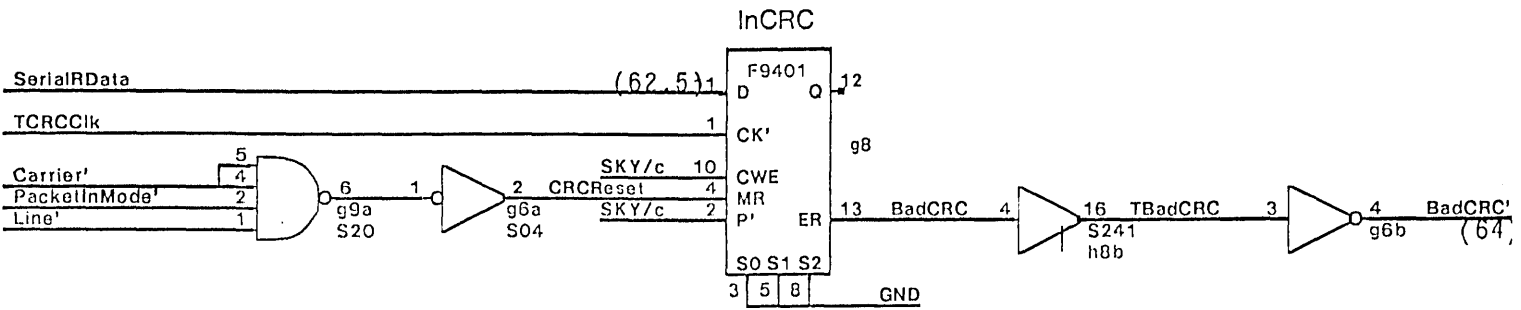 InCRC
SerialRData
(62.5)
1
F9401
D
Q
12
TCRCClk
1
CK'
g8
Carrier'
5
4
PacketInMode'
2
Line'
1
6
g9a
S20
1
2
g6a
S04
CRCReset
SKY/c
10
CWE
4
MR
SKY/c
2
P'
ER
13
BadCRC
4
16
S241
h8b
TBadCRC
3
4
g6b
BadCRC'
(64,
S0 S1 S2
3
5
8
GND